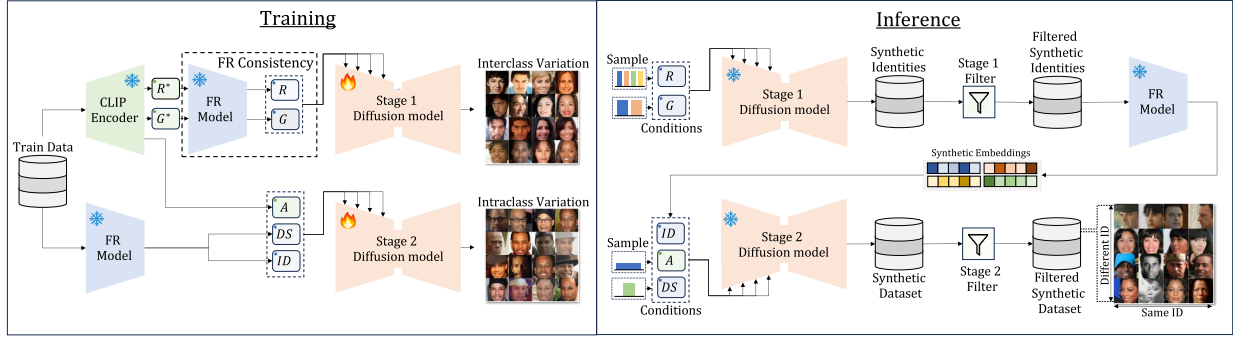 Training
FR Consistency
CLIP
Encoder
R*
G*
FR
Model
R
G
Stage 1
Diffusion model
Interclass Variation
Train Data
FR
Model
A
DS
ID
Stage 2
Diffusion model
Intraclass Variation
Inference
Sample
R
G
Conditions
Stage 1
Diffusion model
Synthetic
Identities
Stage 1
Filter
Filtered
Synthetic
Identities
FR
Model
Synthetic Embeddings
Sample
ID
A
DS
Conditions
Stage 2
Diffusion model
Synthetic
Dataset
Stage 2
Filter
Filtered
Synthetic
Dataset
Different ID
Same ID